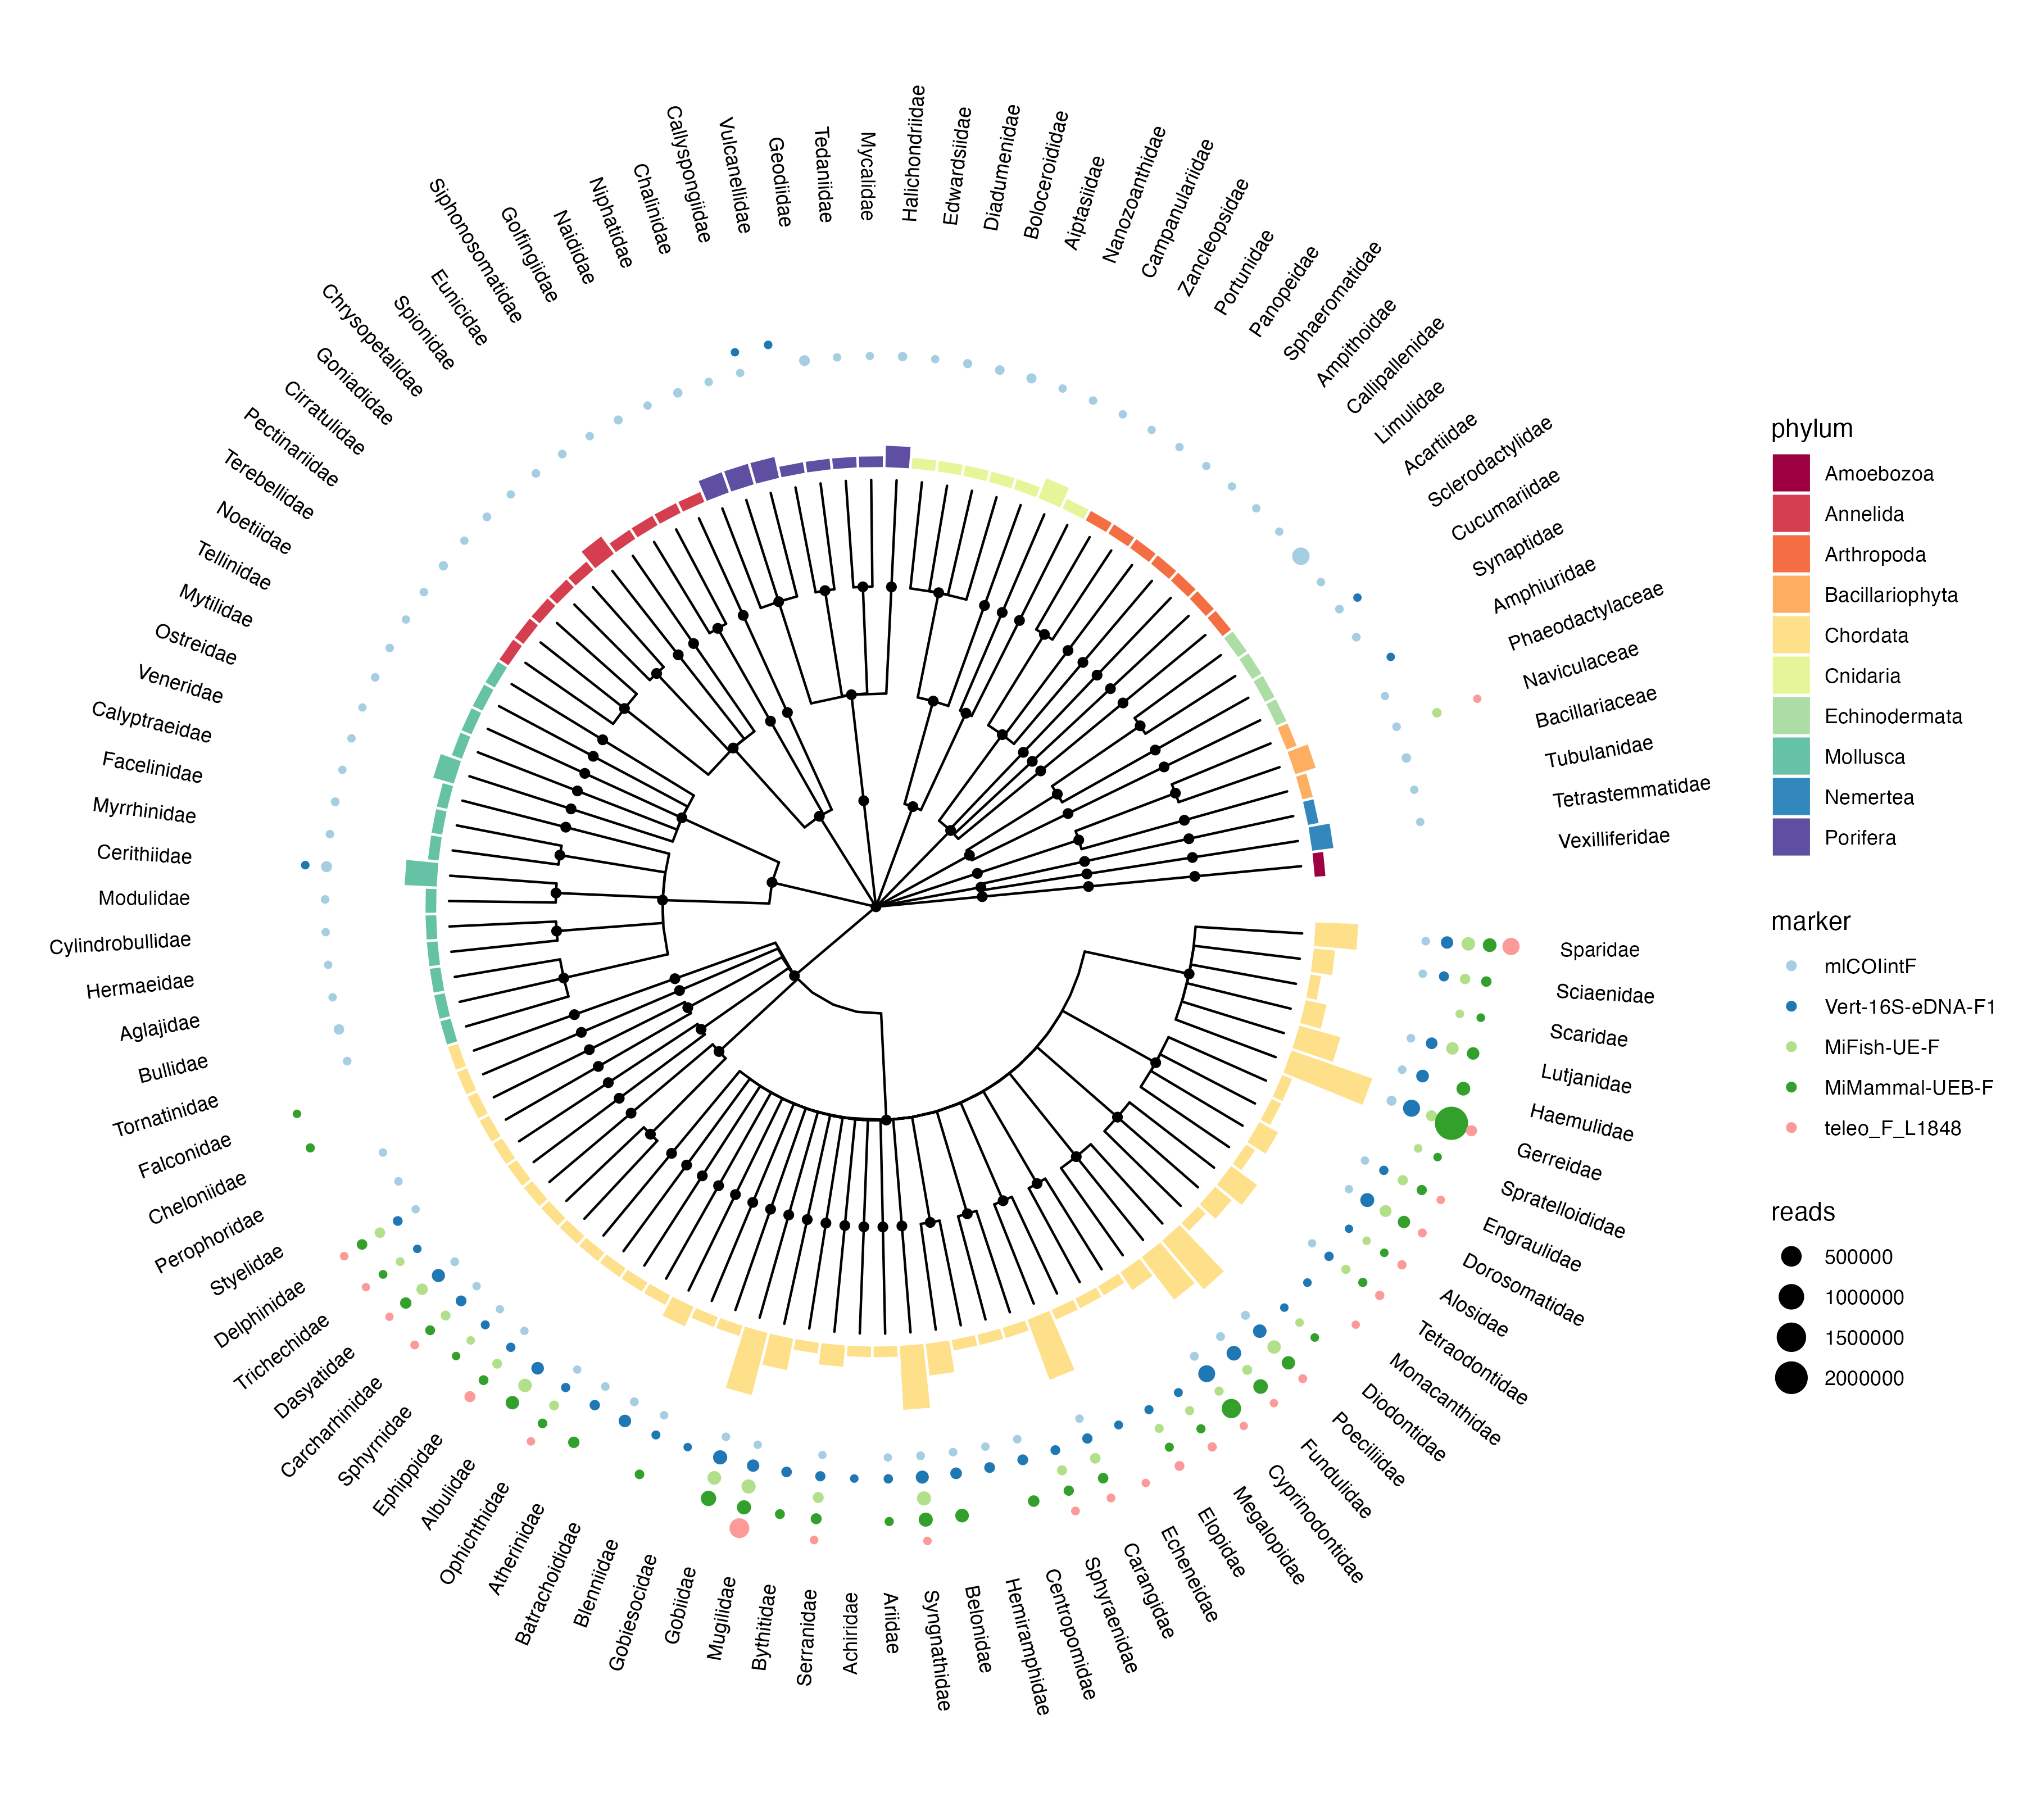 Halichondriidae
Edwardsiidae
Diadumenidae
Boloceroididae
Aiptasiidae
Nanozoanthidae
Campanulariidae
Zancleopsidae
Portunidae
Panopeidae
Sphaeromatidae
Ampithoidae
Callipallenidae
Limulidae
Acartiidae
Sclerodactylidae
Cucumariidae
Synaptidae
Amphiuridae
Phaeodactylaceae
Naviculaceae
Bacillariaceae
Tubulanidae
Tetrastemmatidae
Vexilliferidae
Sparidae
Sciaenidae
Scaridae
Lutjanidae
Haemulidae
Gerreidae
Spratelloididae
Engraulidae
Dorosomatidae
Alosidae
Tetraodontidae
Monacanthidae
Diodontidae
Poeciliidae
Fundulidae
Cyprinodontidae
Megalopidae
Elopidae
Echeneidae
Carangidae
Sphyraenidae
Centropomidae
Hemiramphidae
Belonidae
Syngnathidae
Ariidae
Achiridae
Serranidae
Bythitidae
Mugilidae
Gobiidae
Gobiesocidae
Blenniidae
Batrachoididae
Atherinidae
Ophichthidae
Albulidae
Ephippidae
Sphyrnidae
Carcharhinidae
Dasyatidae
Trichechidae
Delphinidae
Styelidae
Perophoridae
Cheloniidae
Falconidae
Tornatinidae
Bullidae
Aglajidae
Hermaeidae
Cylindrobullidae
Modulidae
Cerithiidae
Myrrhinidae
Facelinidae
Calyptraeidae
Veneridae
Ostreidae
Mytilidae
Tellinidae
Noetiidae
Terebellidae
Pectinariidae
Cirratulidae
Goniadidae
Chrysopetalidae
Spionidae
Eunicidae
Siphonosomatidae
Golfingiidae
Naididae
Niphatidae
Chalinidae
Callyspongiidae
Vulcanellidae
Geodiidae
Tedaniidae
Mycalidae
phylum
Amoebozoa
Annelida
Arthropoda
Bacillariophyta
Chordata
Cnidaria
Echinodermata
Mollusca
Nemertea
Porifera
marker
mlCOIintF
Vert-16S-eDNA-F1
MiFish-UE-F
MiMammal-UEB-F
teleo_F_L1848
reads
500000
1000000
1500000
2000000